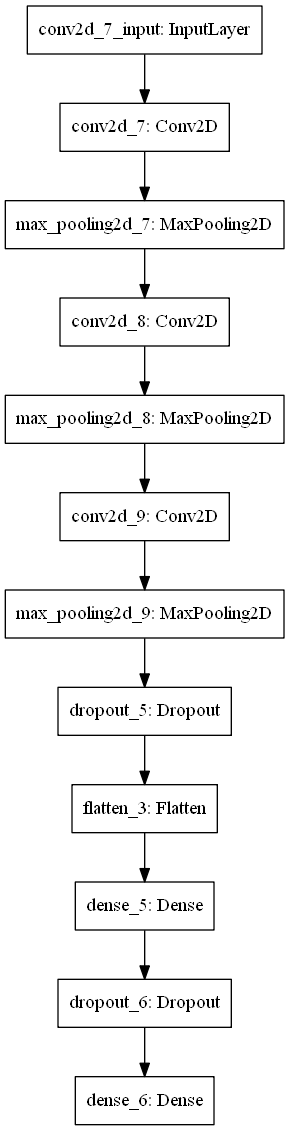 conv2d_7_input: InputLayer
conv2d_7: Conv2D
max_pooling2d_7: MaxPooling2D
conv2d_8: Conv2D
max_pooling2d_8: MaxPooling2D
conv2d_9: Conv2D
max_pooling2d_9: MaxPooling2D
dropout_5: Dropout
flatten_3: Flatten
dense_5: Dense
dropout_6: Dropout
dense_6: Dense